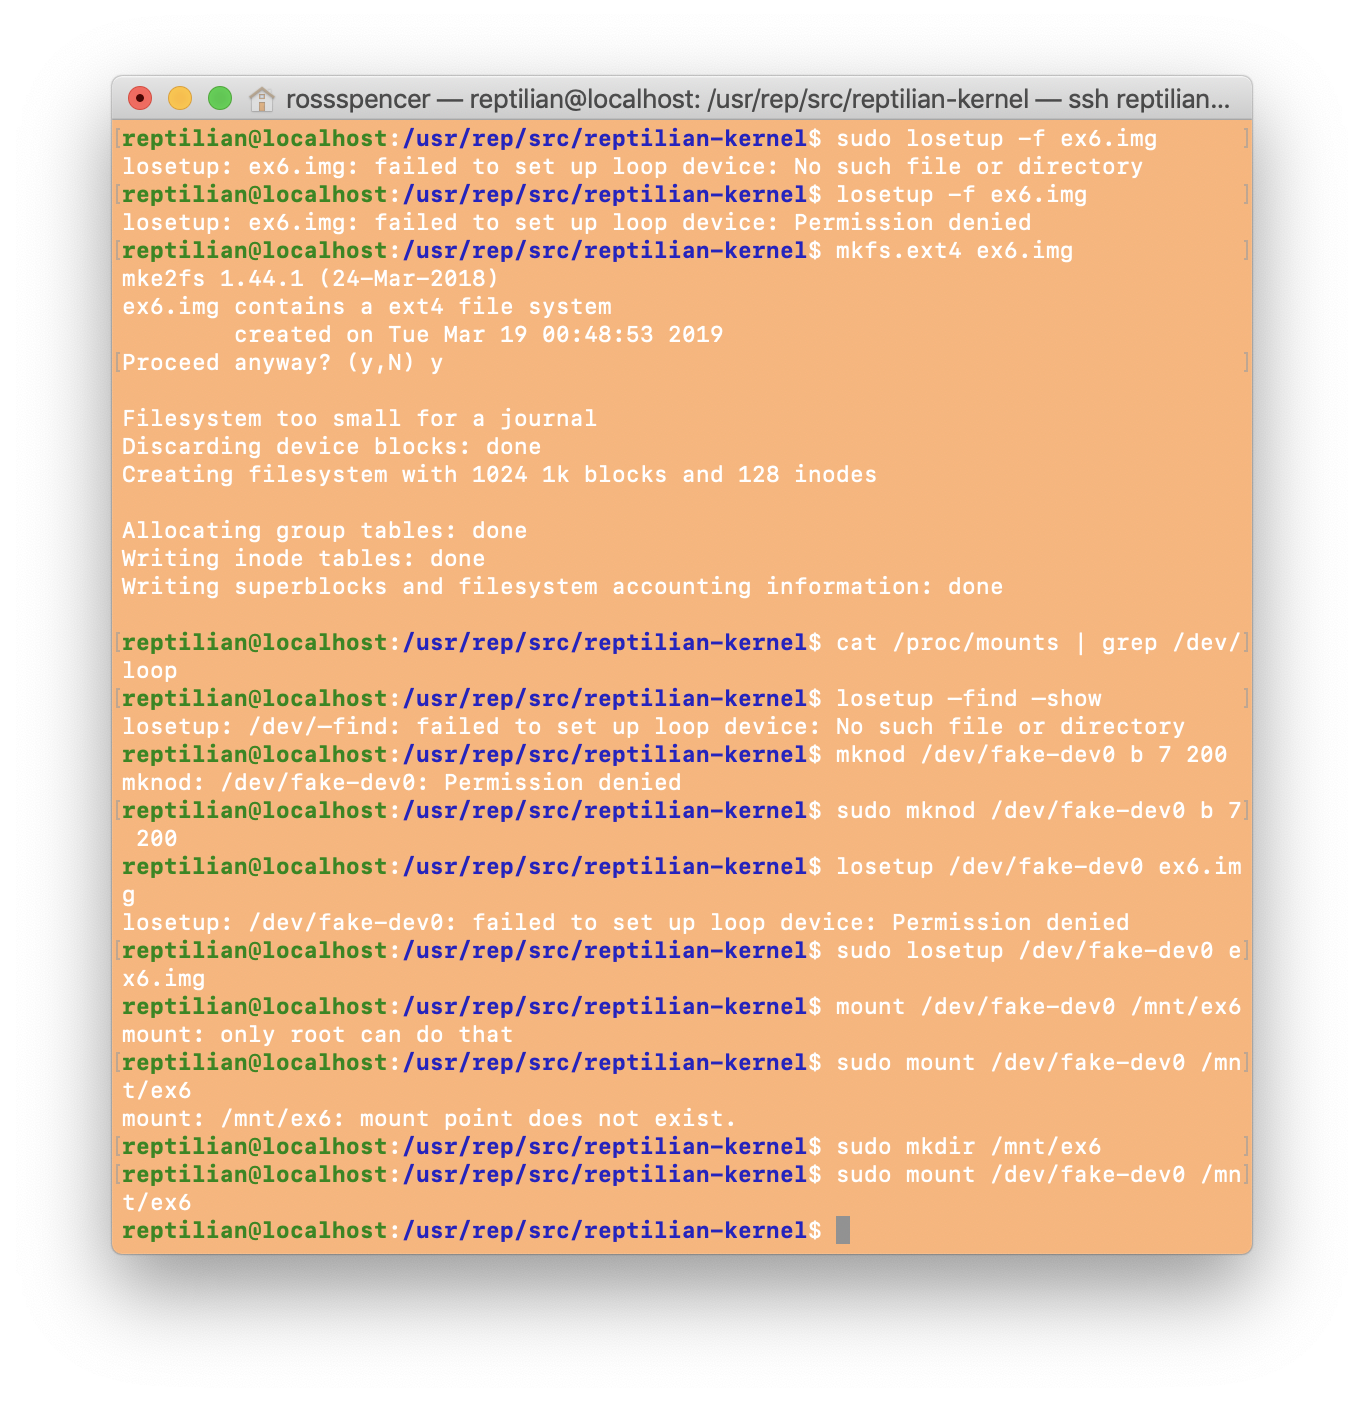 rossspencer — reptilian@localhost: /usr/rep/src/reptilian-kernel — ssh reptilian...
[reptilian@localhost:/usr/rep/src/reptilian-kernel$ sudo losetup -f ex6.img ]
losetup: ex6.img: failed to set up loop device: No such file or directory
[reptilian@localhost:/usr/rep/src/reptilian-kernel$ losetup -f ex6.img ]
losetup: ex6.img: failed to set up loop device: Permission denied
[reptilian@localhost:/usr/rep/src/reptilian-kernel$ mkfs.ext4 ex6.img ]
mke2fs 1.44.1 (24-Mar-2018)
ex6.img contains a ext4 file system
        created on Tue Mar 19 00:48:53 2019
[Proceed anyway? (y,N) y ]
Filesystem too small for a journal
Discarding device blocks: done
Creating filesystem with 1024 1k blocks and 128 inodes
Allocating group tables: done
Writing inode tables: done
Writing superblocks and filesystem accounting information: done
[reptilian@localhost:/usr/rep/src/reptilian-kernel$ cat /proc/mounts | grep /dev/]
loop
[reptilian@localhost:/usr/rep/src/reptilian-kernel$ losetup —find —show ]
losetup: /dev/—find: failed to set up loop device: No such file or directory
reptilian@localhost:/usr/rep/src/reptilian-kernel$ mknod /dev/fake-dev0 b 7 200
mknod: /dev/fake-dev0: Permission denied
[reptilian@localhost:/usr/rep/src/reptilian-kernel$ sudo mknod /dev/fake-dev0 b 7]
 200
reptilian@localhost:/usr/rep/src/reptilian-kernel$ losetup /dev/fake-dev0 ex6.im
g
losetup: /dev/fake-dev0: failed to set up loop device: Permission denied
[reptilian@localhost:/usr/rep/src/reptilian-kernel$ sudo losetup /dev/fake-dev0 e]
x6.img
reptilian@localhost:/usr/rep/src/reptilian-kernel$ mount /dev/fake-dev0 /mnt/ex6
mount: only root can do that
[reptilian@localhost:/usr/rep/src/reptilian-kernel$ sudo mount /dev/fake-dev0 /mn]
t/ex6
mount: /mnt/ex6: mount point does not exist.
[reptilian@localhost:/usr/rep/src/reptilian-kernel$ sudo mkdir /mnt/ex6 ]
[reptilian@localhost:/usr/rep/src/reptilian-kernel$ sudo mount /dev/fake-dev0 /mn]
t/ex6
reptilian@localhost:/usr/rep/src/reptilian-kernel$